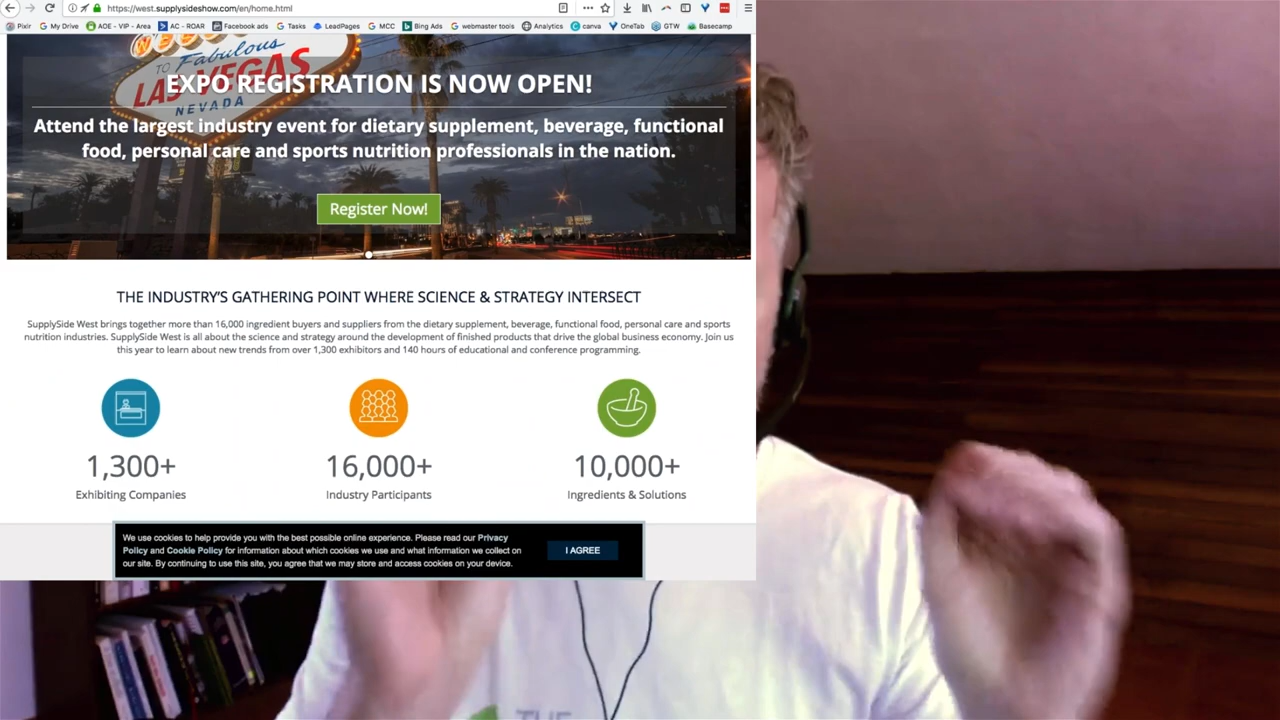 https://west.supplysideshow.com/en/home.html
Pixlr My Drive ADE - VIP - Area AC - ROAR Facebook ads Tasks LeadPages MCC Bing Ads webmaster tools Analytics canva OneTab GTW Basecamp
TO Fabulous
LAS VEGAS
NEVADA
EXPO REGISTRATION IS NOW OPEN!
Attend the largest industry event for dietary supplement, beverage, functional
food, personal care and sports nutrition professionals in the nation.
Register Now!
THE INDUSTRY'S GATHERING POINT WHERE SCIENCE & STRATEGY INTERSECT
SupplySide West brings together more than 16,000 ingredient buyers and suppliers from the dietary supplement, beverage, functional food, personal care and sports
nutrition industries. SupplySide West is all about the science and strategy around the development of finished products that drive the global business economy. Join us
this year to learn about new trends from over 1,300 exhibitors and 140 hours of educational and conference programming.
1,300+
16,000+
10,000+
Exhibiting Companies
Industry Participants
Ingredients & Solutions
We use cookies to help provide you with the best possible online experience. Please read our Privacy
Policy and Cookie Policy for information about which cookies we use and what information we collect on
our site. By continuing to use this site, you agree that we may store and access cookies on your device.
I AGREE
THE